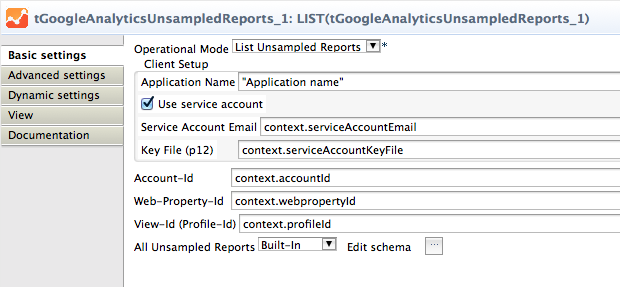 tGoogleAnalyticsUnsampledReports_1: LIST(tGoogleAnalyticsUnsampledReports_1)
Basic settings
Advanced settings
Dynamic settings
View
Documentation
Operational Mode List Unsampled Reports *
Client Setup
Application Name "Application name"
Use service account
Service Account Email context.serviceAccountEmail
Key File (p12) context.serviceAccountKeyFile
Account-Id context.accountId
Web-Property-Id context.webpropertyId
View-Id (Profile-Id) context.profileId
All Unsampled Reports Built-In Edit schema ...